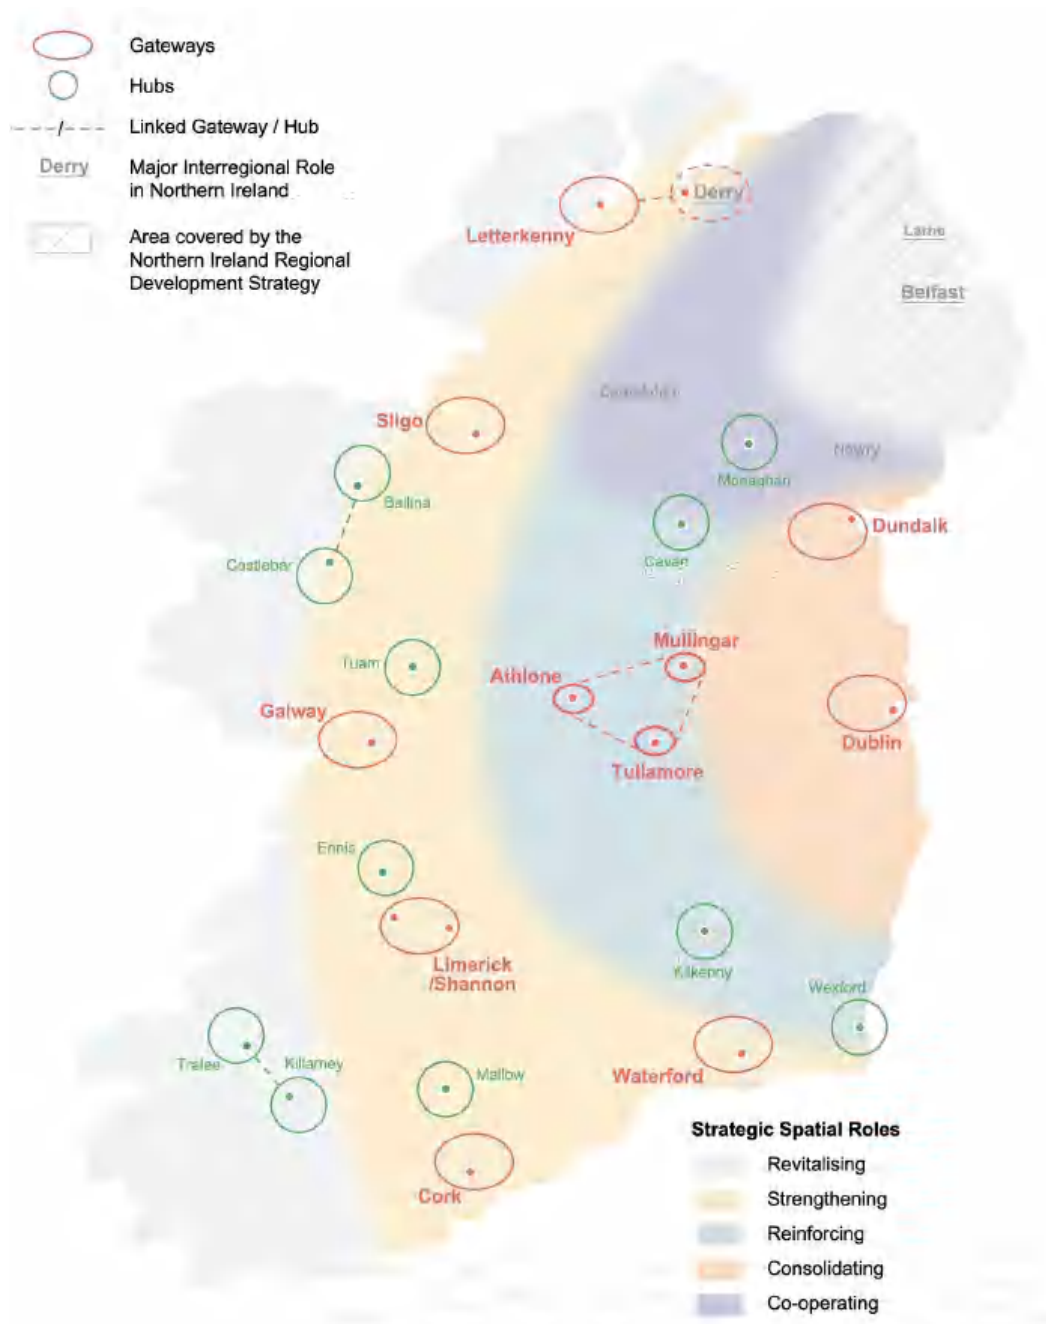 Gateways
Hubs
Linked Gateway / Hub
Derry
Major Interregional Role
in Northern Ireland
Area covered by the
Northern Ireland Regional
Development Strategy
Derry
Letterkenny
Larne
Belfast
Sligo
Newry
Monaghan
Ballina
Dundalk
Castlebar
Cavan
Mullingar
Tuam
Athlone
Galway
Dublin
Tullamore
Ennis
Limerick
/Shannon
Kilkenny
Wexford
Tralee
Killarney
Mallow
Waterford
Cork
Strategic Spatial Roles
Revitalising
Strengthening
Reinforcing
Consolidating
Co-operating